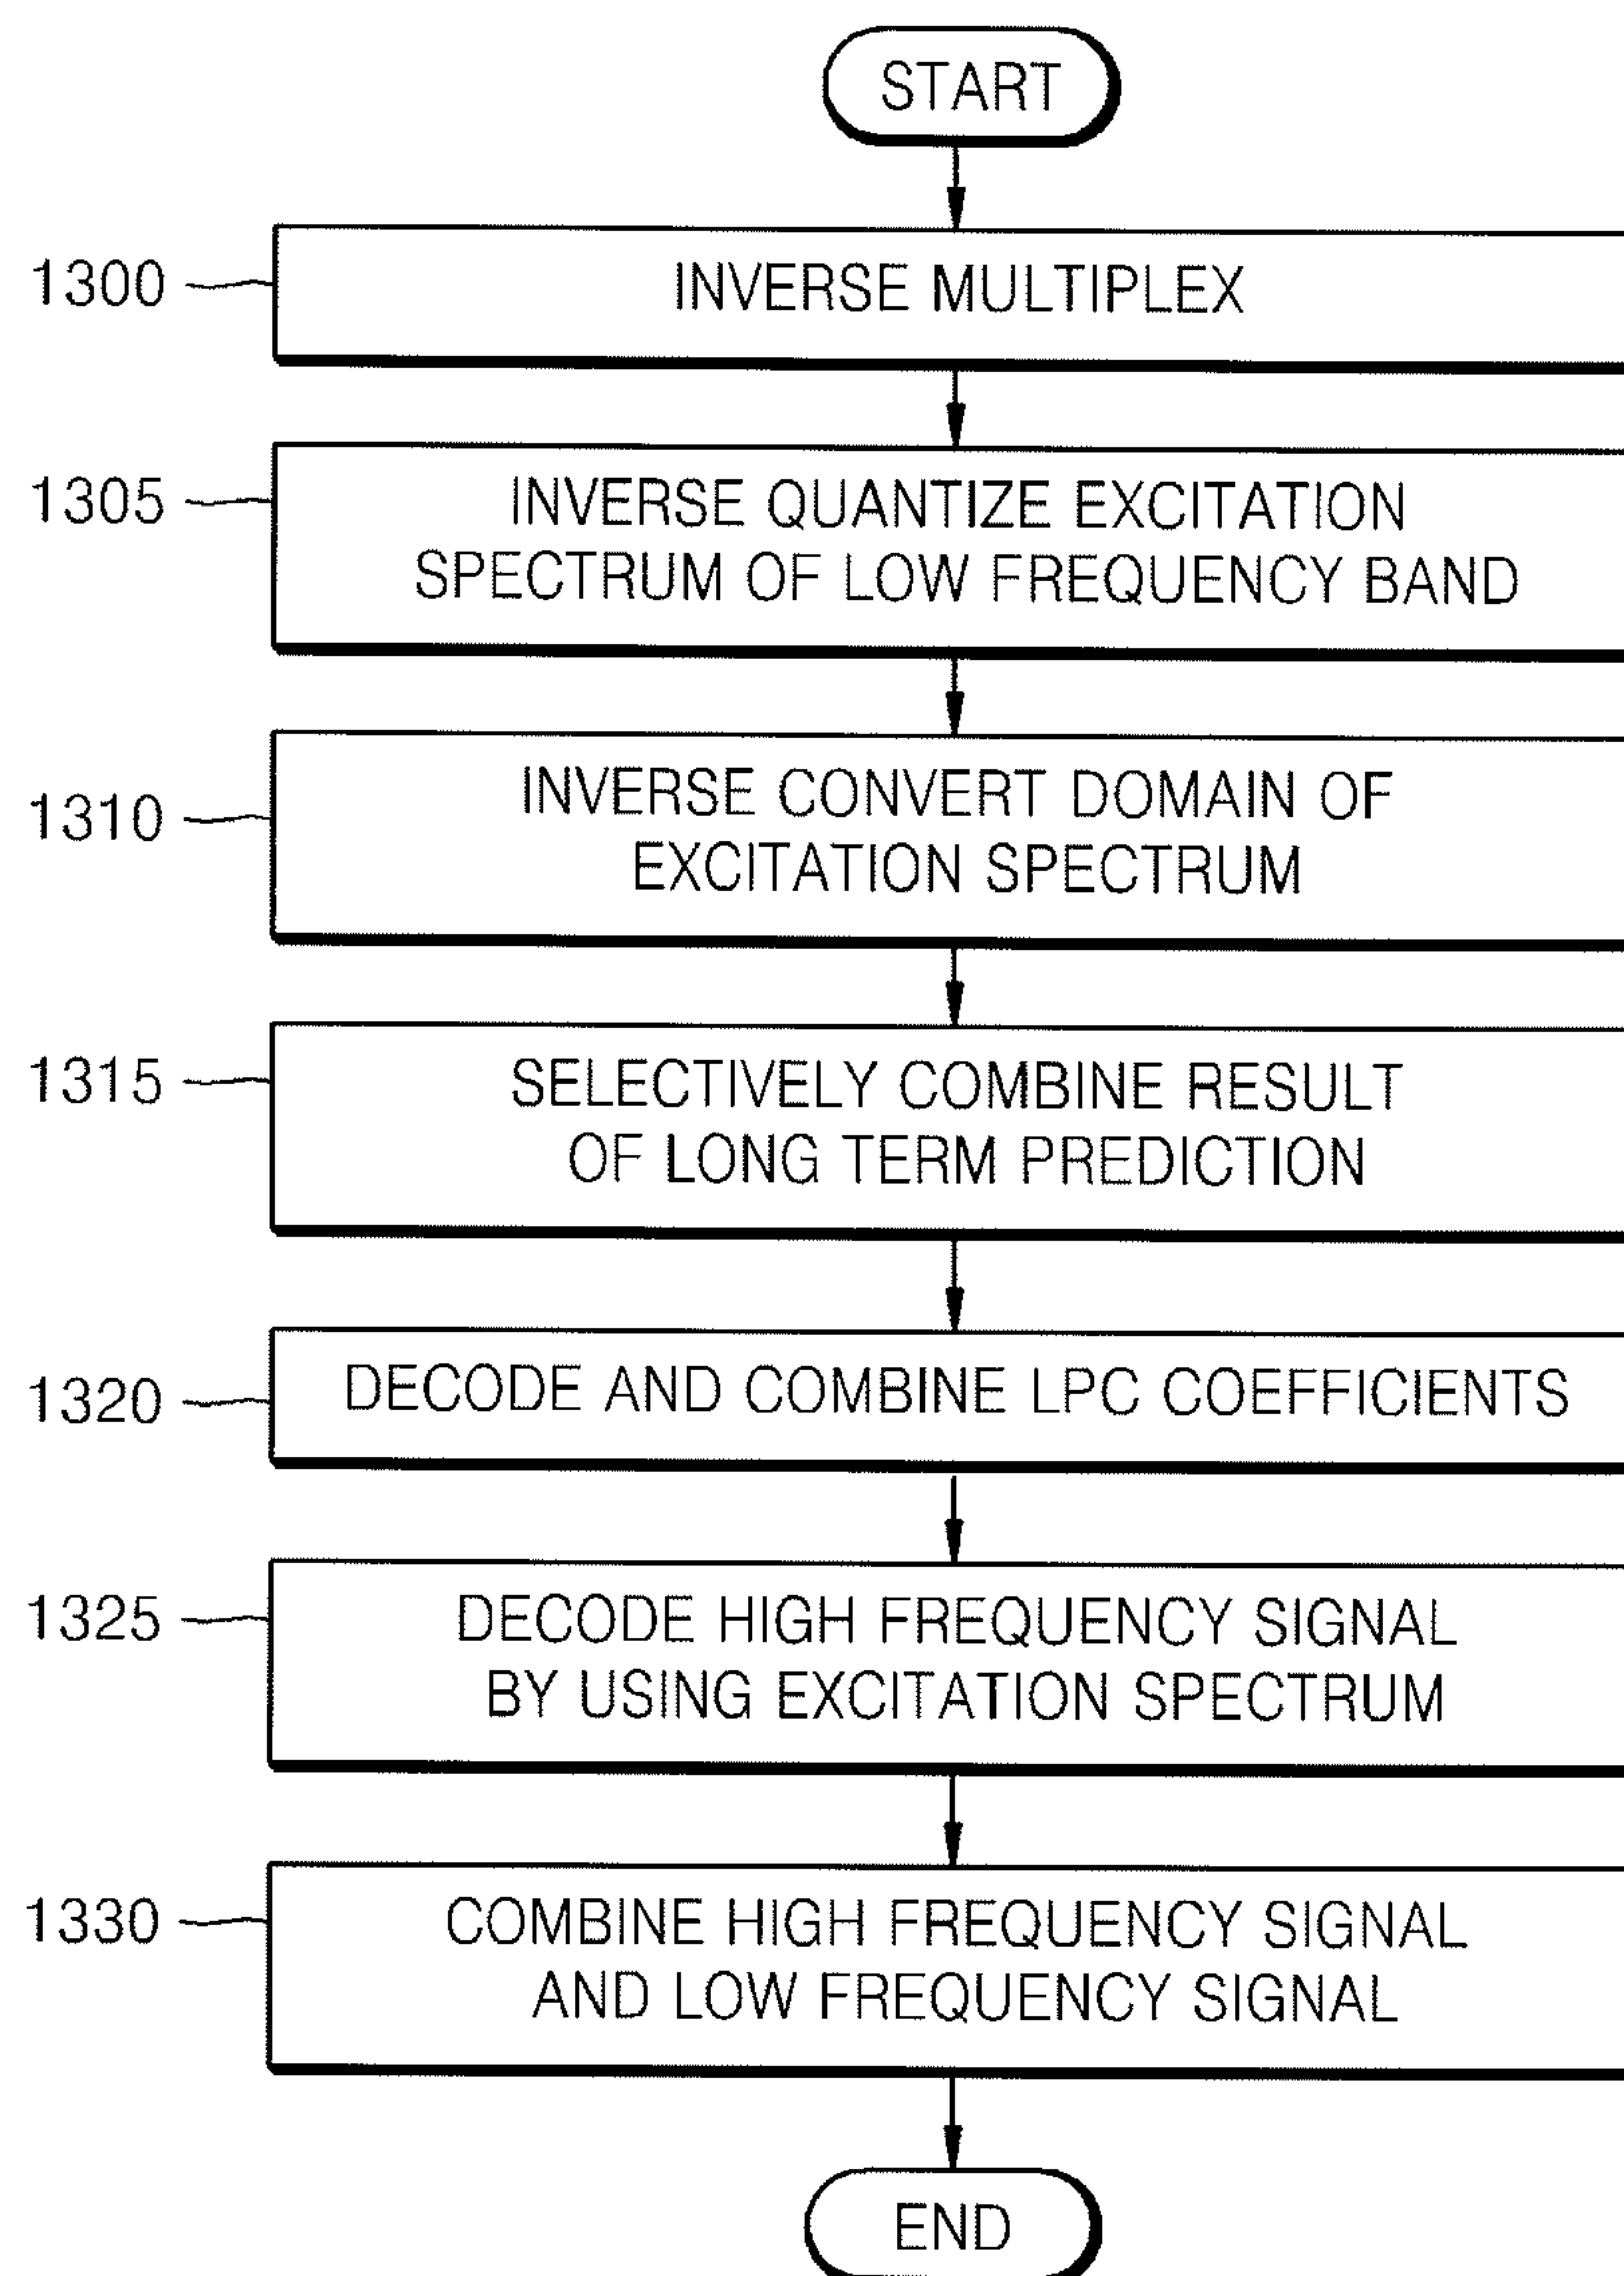 START
1300
INVERSE MULTIPLEX
1305
INVERSE QUANTIZE EXCITATION
SPECTRUM OF LOW FREQUENCY BAND
1310
INVERSE CONVERT DOMAIN OF
EXCITATION SPECTRUM
1315
SELECTIVELY COMBINE RESULT
OF LONG TERM PREDICTION
1320
DECODE AND COMBINE LPC COEFFICIENTS
1325
DECODE HIGH FREQUENCY SIGNAL
BY USING EXCITATION SPECTRUM
1330
COMBINE HIGH FREQUENCY SIGNAL
AND LOW FREQUENCY SIGNAL
END